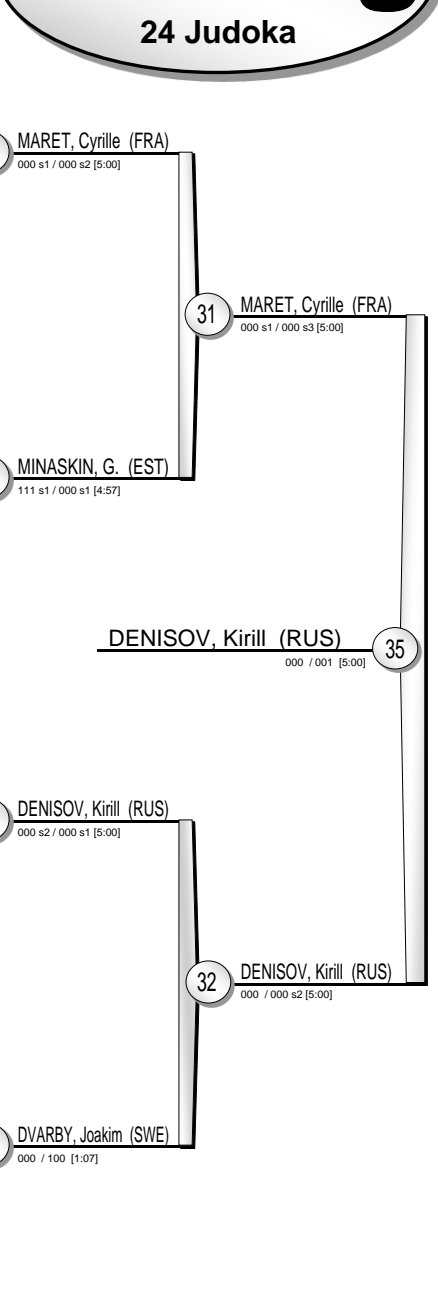 24 Judoka
MARET, Cyrille (FRA)
000 s1 / 000 s2 [5:00]
31
MARET, Cyrille (FRA)
000 s1 / 000 s3 [5:00]
MINASKIN, G. (EST)
111 s1 / 000 s1 [4:57]
DENISOV, Kirill (RUS)
35
000 / 001 [5:00]
DENISOV, Kirill (RUS)
000 s2 / 000 s1 [5:00]
32
DENISOV, Kirill (RUS)
000 / 000 s2 [5:00]
DVARBY, Joakim (SWE)
000 / 100 [1:07]